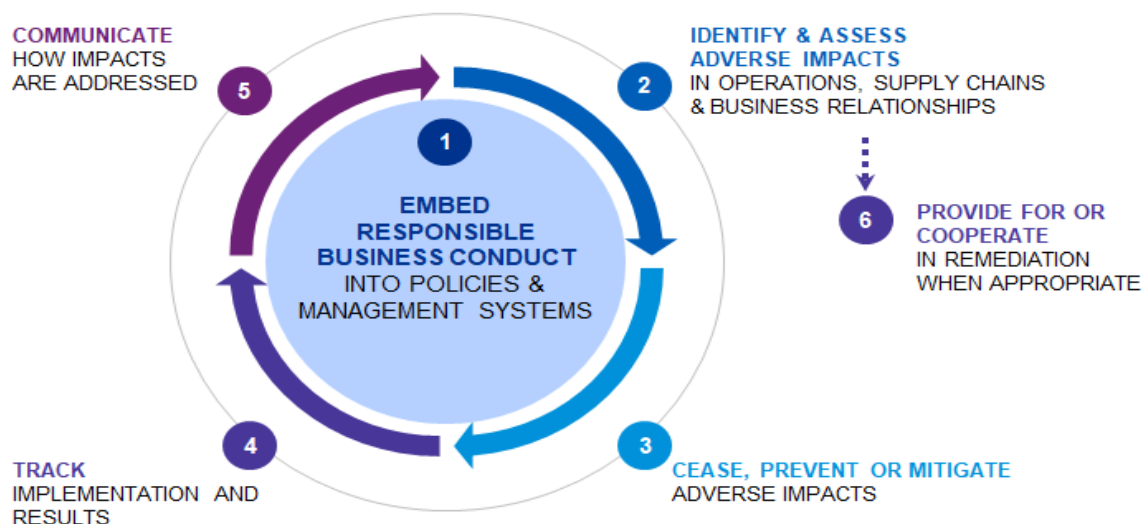 1
EMBED
RESPONSIBLE
BUSINESS CONDUCT
INTO POLICIES &
MANAGEMENT SYSTEMS
2
IDENTIFY & ASSESS
ADVERSE IMPACTS
IN OPERATIONS, SUPPLY CHAINS
& BUSINESS RELATIONSHIPS
3
CEASE, PREVENT OR MITIGATE
ADVERSE IMPACTS
4
TRACK
IMPLEMENTATION AND
RESULTS
5
COMMUNICATE
HOW IMPACTS
ARE ADDRESSED
6
PROVIDE FOR OR
COOPERATE
IN REMEDIATION
WHEN APPROPRIATE